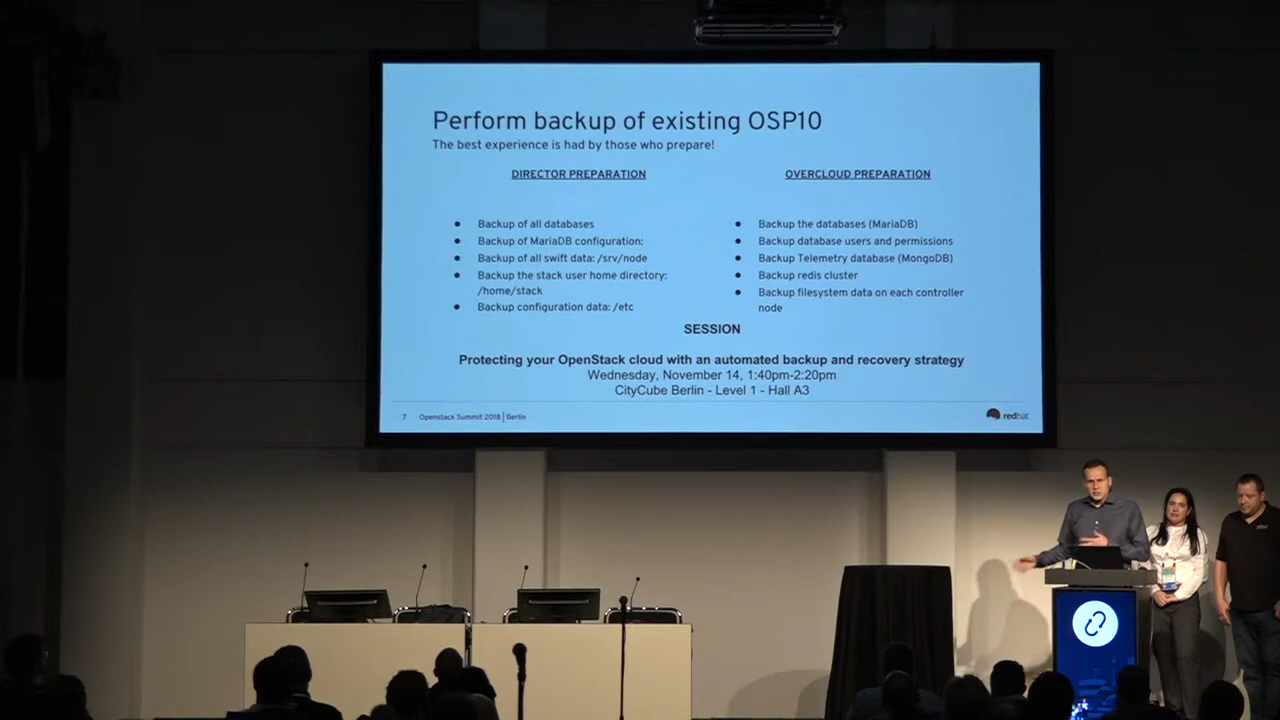 Perform backup of existing OSP10
The best experience is had by those who prepare!
DIRECTOR PREPARATION
● Backup of all databases
● Backup of MariaDB configuration:
● Backup of all swift data: /srv/node
● Backup the stack user home directory:
/home/stack
● Backup configuration data: /etc
OVERCLOUD PREPARATION
● Backup the databases (MariaDB)
● Backup database users and permissions
● Backup Telemetry database (MongoDB)
● Backup redis cluster
● Backup filesystem data on each controller
node
SESSION
Protecting your OpenStack cloud with an automated backup and recovery strategy
Wednesday, November 14, 1:40pm-2:20pm
CityCube Berlin - Level 1 - Hall A3
7 Openstack Summit 2018 | Berlin
redhat